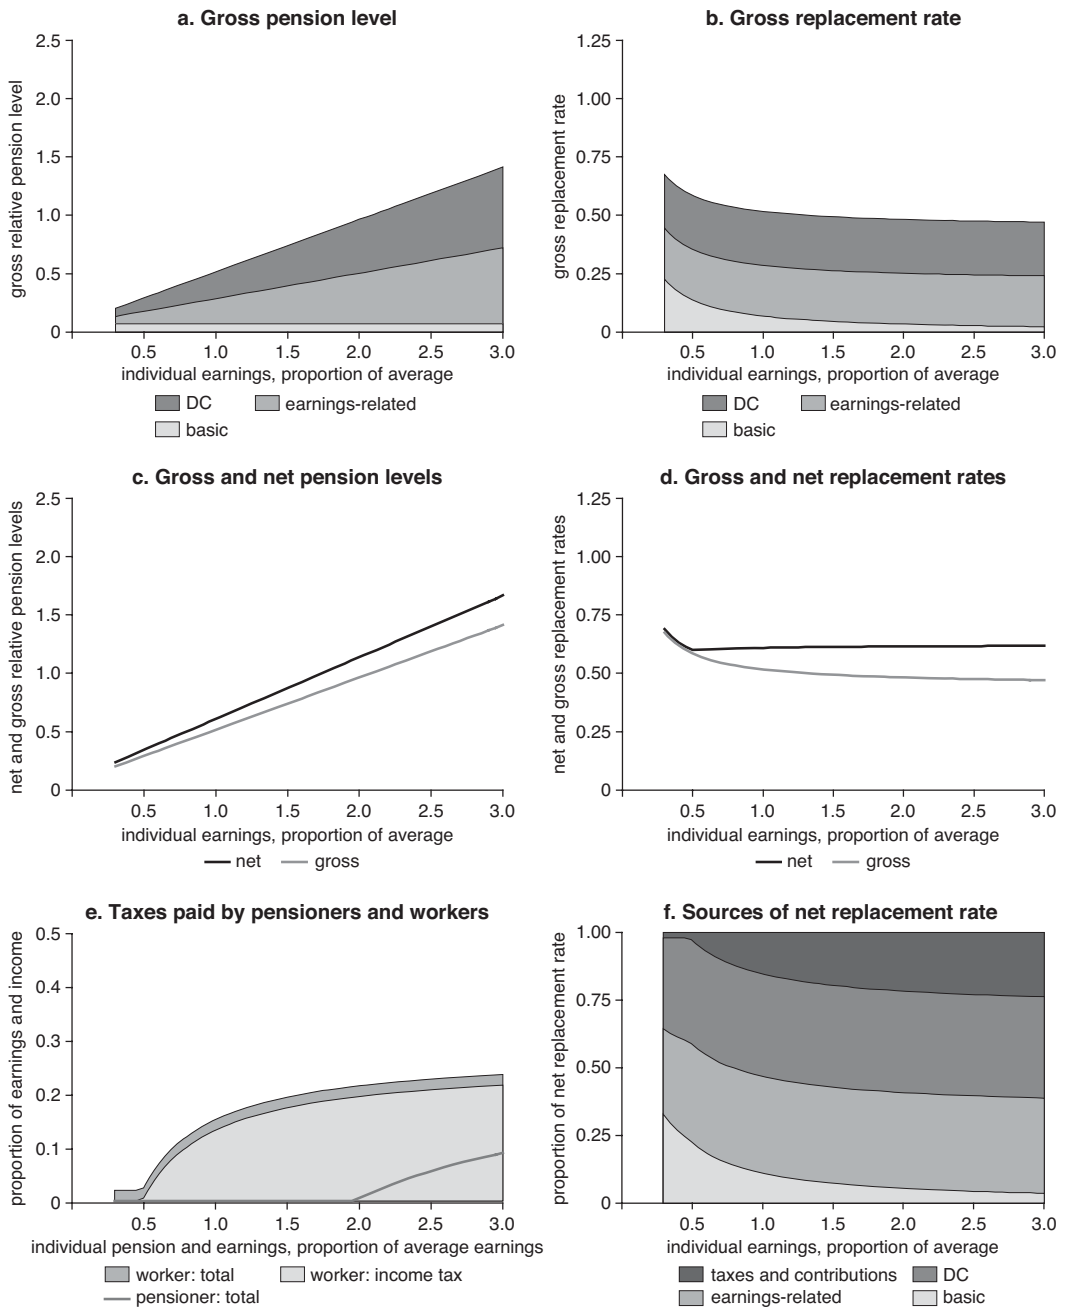 a. Gross pension level
gross relative pension level
2.5
2.0
1.5
1.0
0.5
0
0.5 1.0 1.5 2.0 2.5 3.0
individual earnings, proportion of average
DC earnings-related
basic
b. Gross replacement rate
gross replacement rate
1.25
1.00
0.75
0.50
0.25
0
0.5 1.0 1.5 2.0 2.5 3.0
individual earnings, proportion of average
DC earnings-related
basic
c. Gross and net pension levels
net and gross relative pension levels
2.5
2.0
1.5
1.0
0.5
0
0.5 1.0 1.5 2.0 2.5 3.0
individual earnings, proportion of average
net gross
d. Gross and net replacement rates
net and gross replacement rates
1.25
1.00
0.75
0.50
0.25
0
0.5 1.0 1.5 2.0 2.5 3.0
individual earnings, proportion of average
net gross
e. Taxes paid by pensioners and workers
proportion of earnings and income
0.5
0.4
0.3
0.2
0.1
0
0.5 1.0 1.5 2.0 2.5 3.0
individual pension and earnings, proportion of average earnings
worker: total worker: income tax
pensioner: total
f. Sources of net replacement rate
proportion of net replacement rate
1.00
0.75
0.50
0.25
0
0.5 1.0 1.5 2.0 2.5 3.0
individual earnings, proportion of average
taxes and contributions DC
earnings-related basic